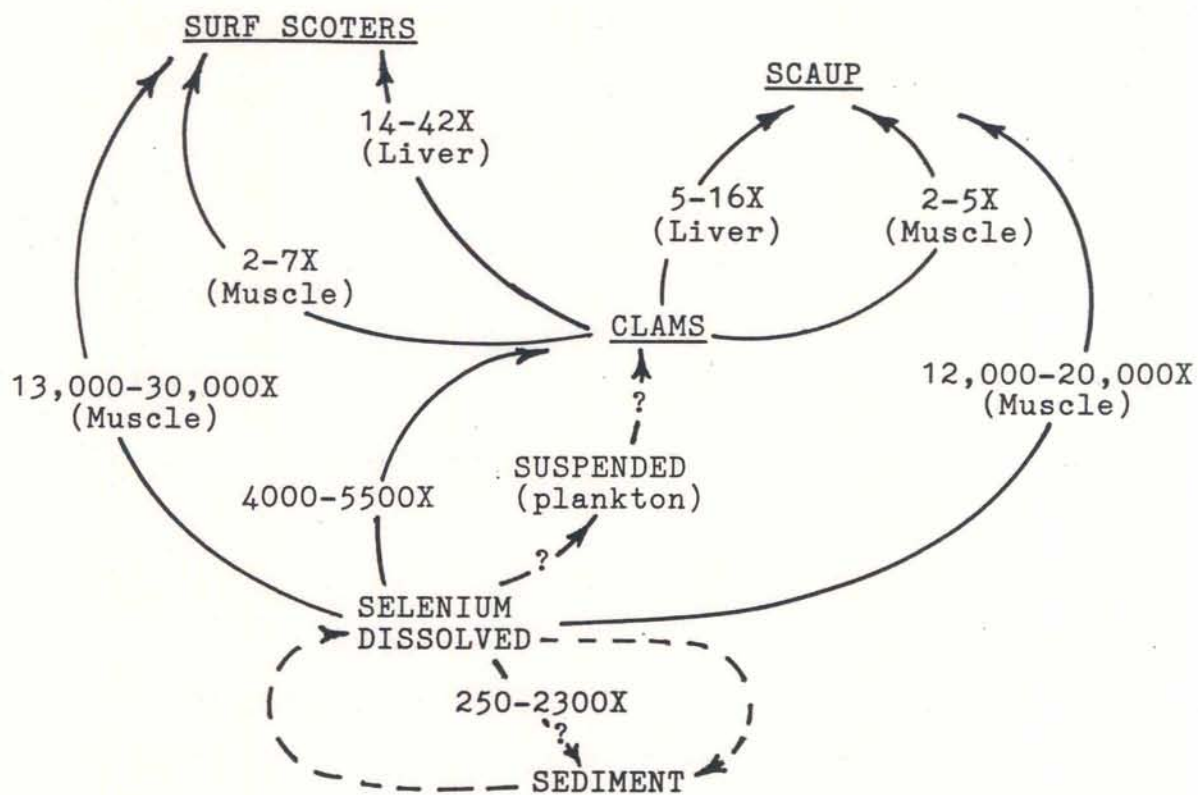 SURF SCOTERS
SCAUP
14-42X
(Liver)
5-16X
(Liver)
2-5X
(Muscle)
2-7X
(Muscle)
CLAMS
13,000-30,000X
(Muscle)
12,000-20,000X
(Muscle)
?
SUSPENDED
(plankton)
4000-5500X
?
SELENIUM
DISSOLVED
250-2300X
?
SEDIMENT